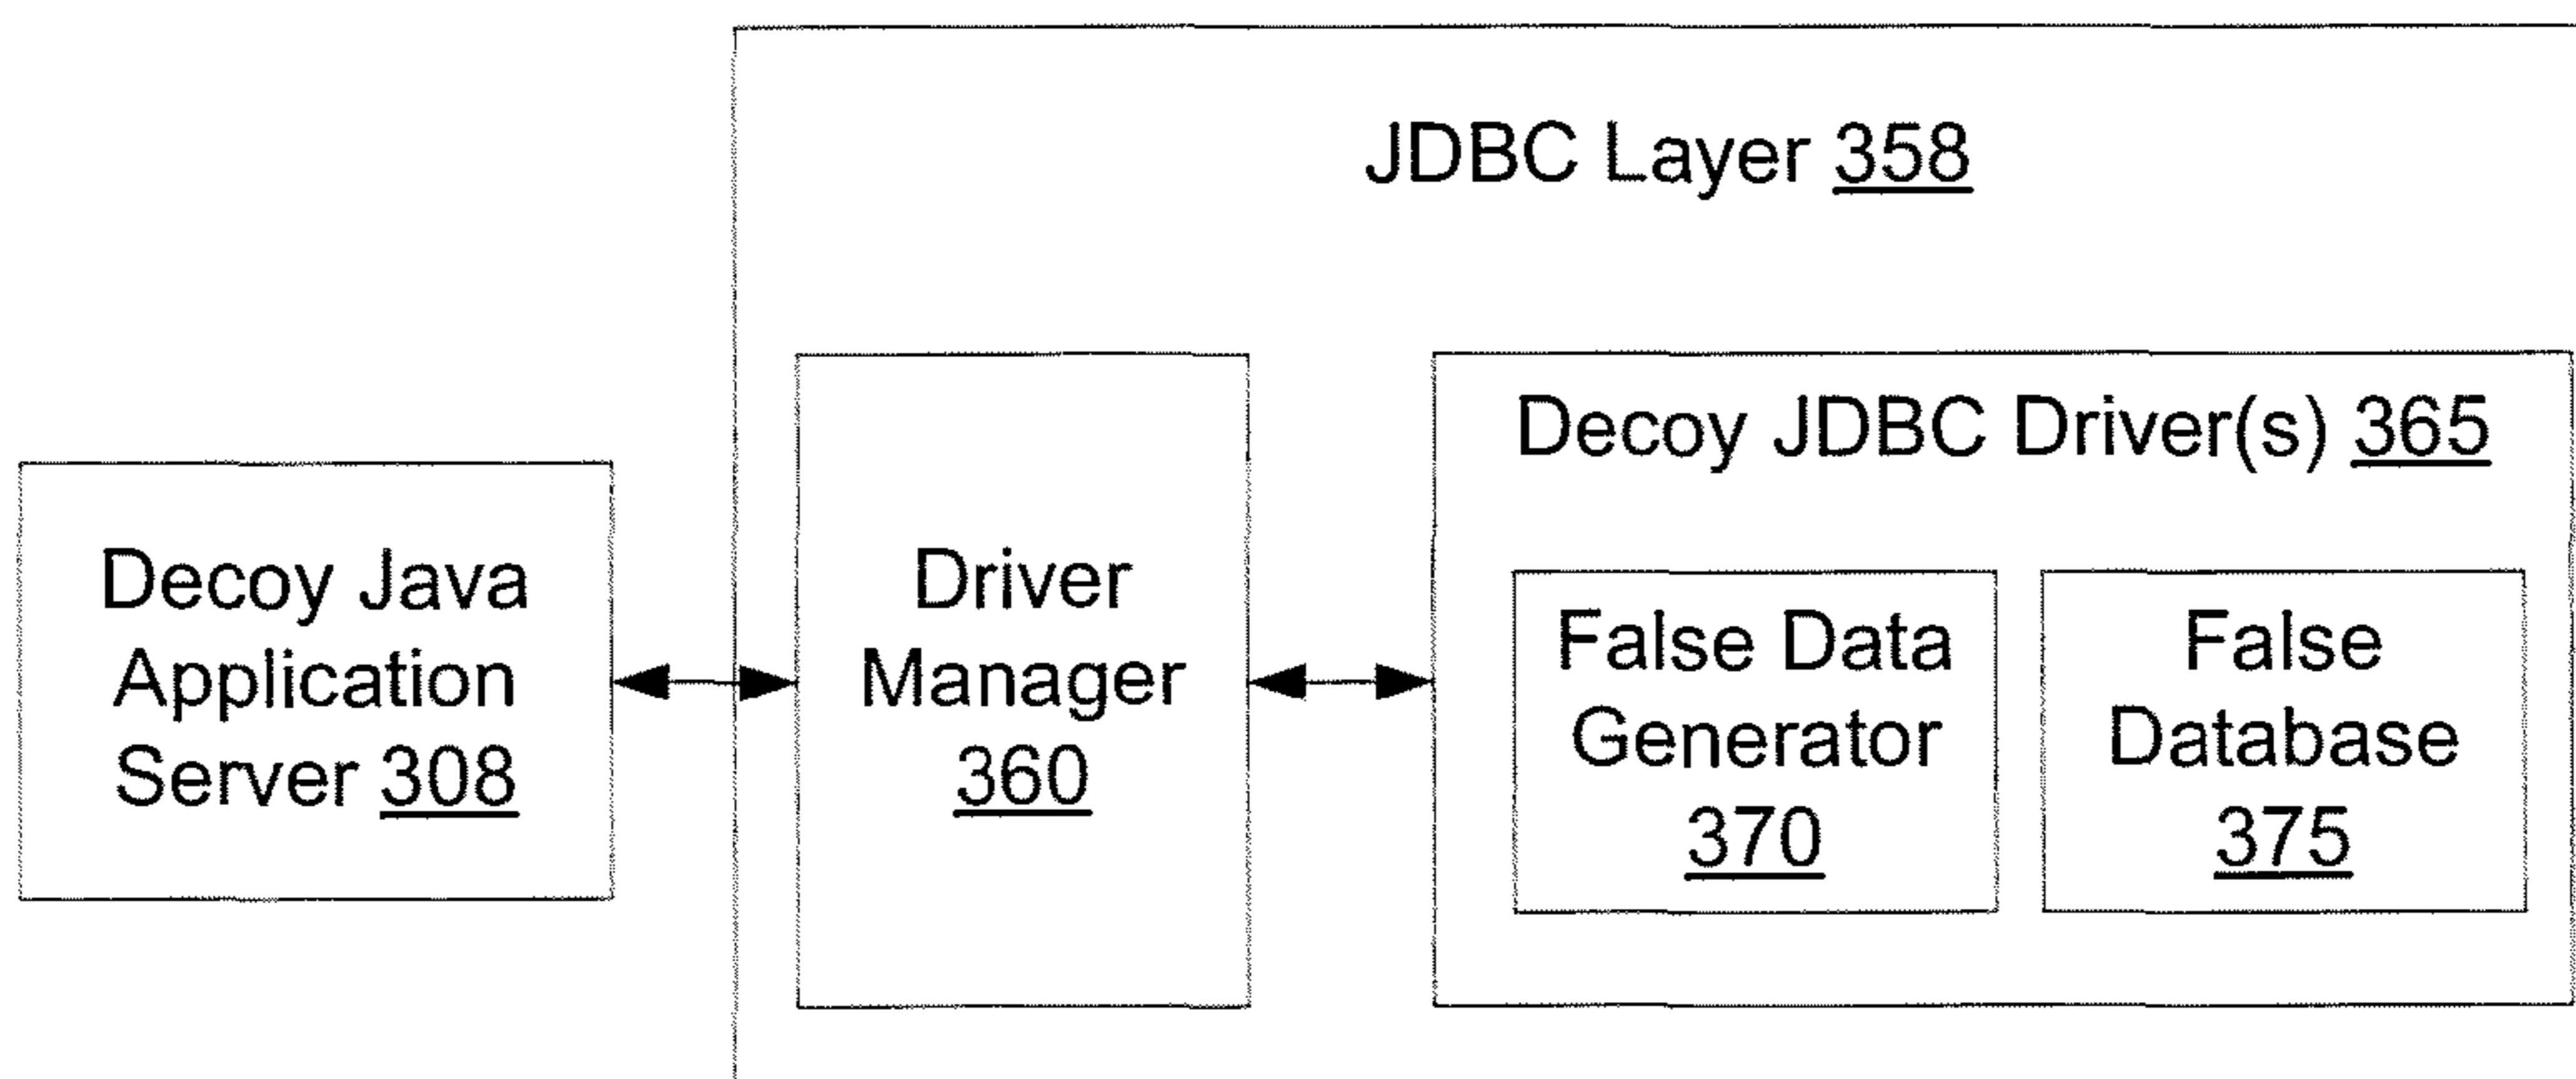 JDBC Layer 358
Decoy Java
Application
Server 308
Driver
Manager
360
Decoy JDBC Driver(s) 365
False Data
Generator
370
False
Database
375